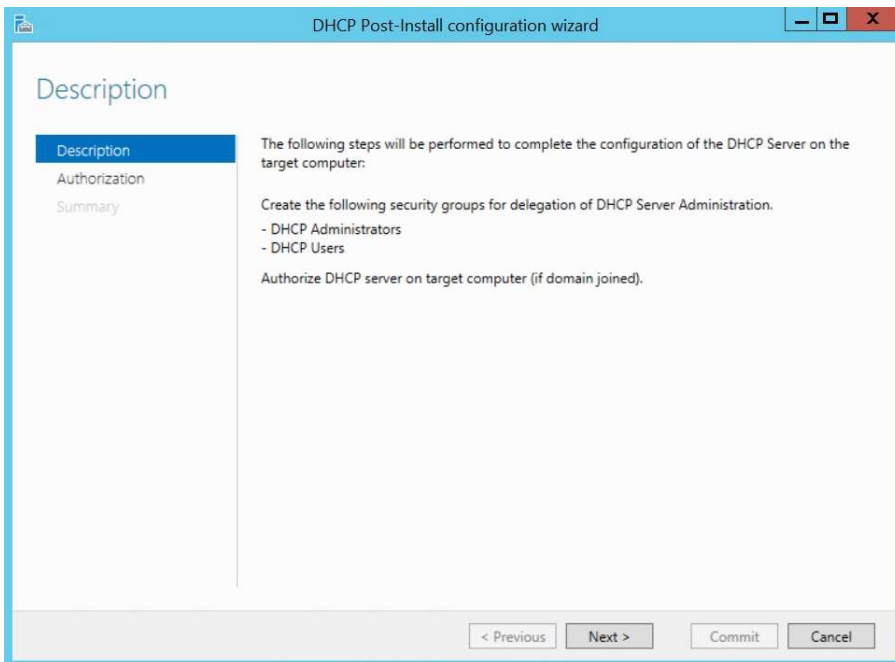 DHCP Post-Install configuration wizard
Description
Description
Authorization
Summary
The following steps will be performed to complete the configuration of the DHCP Server on the
target computer:
Create the following security groups for delegation of DHCP Server Administration.
- DHCP Administrators
- DHCP Users
Authorize DHCP server on target computer (if domain joined).
< Previous
Next >
Commit
Cancel